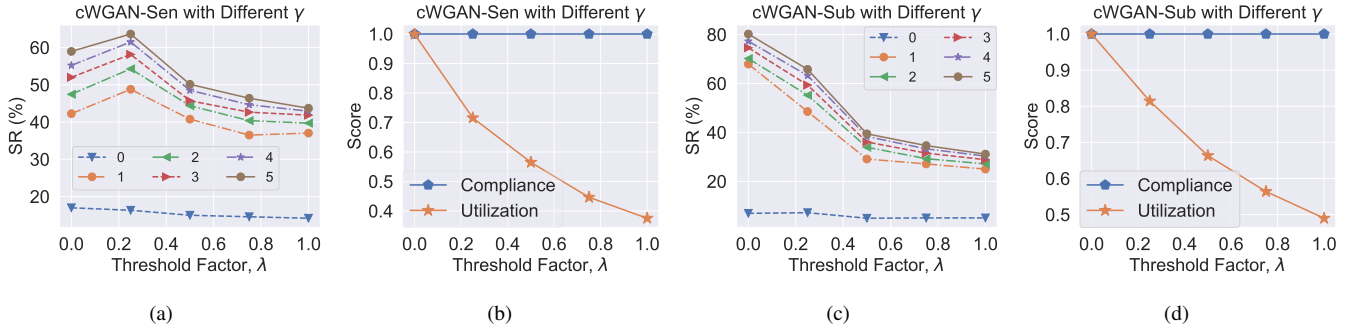 cWGAN-Sen with Different γ
SR (%)
60
50
40
30
20
0 2 4
1 3 5
0.0 0.2 0.4 0.6 0.8 1.0
Threshold Factor, λ
(a)
cWGAN-Sen with Different γ
Score
1.0
0.9
0.8
0.7
0.6
0.5
0.4
Compliance
Utilization
0.0 0.2 0.4 0.6 0.8 1.0
Threshold Factor, λ
(b)
cWGAN-Sub with Different γ
SR (%)
80
60
40
20
0 3
1 4
2 5
0.0 0.2 0.4 0.6 0.8 1.0
Threshold Factor, λ
(c)
cWGAN-Sub with Different γ
Score
1.0
0.9
0.8
0.7
0.6
0.5
Compliance
Utilization
0.0 0.2 0.4 0.6 0.8 1.0
Threshold Factor, λ
(d)